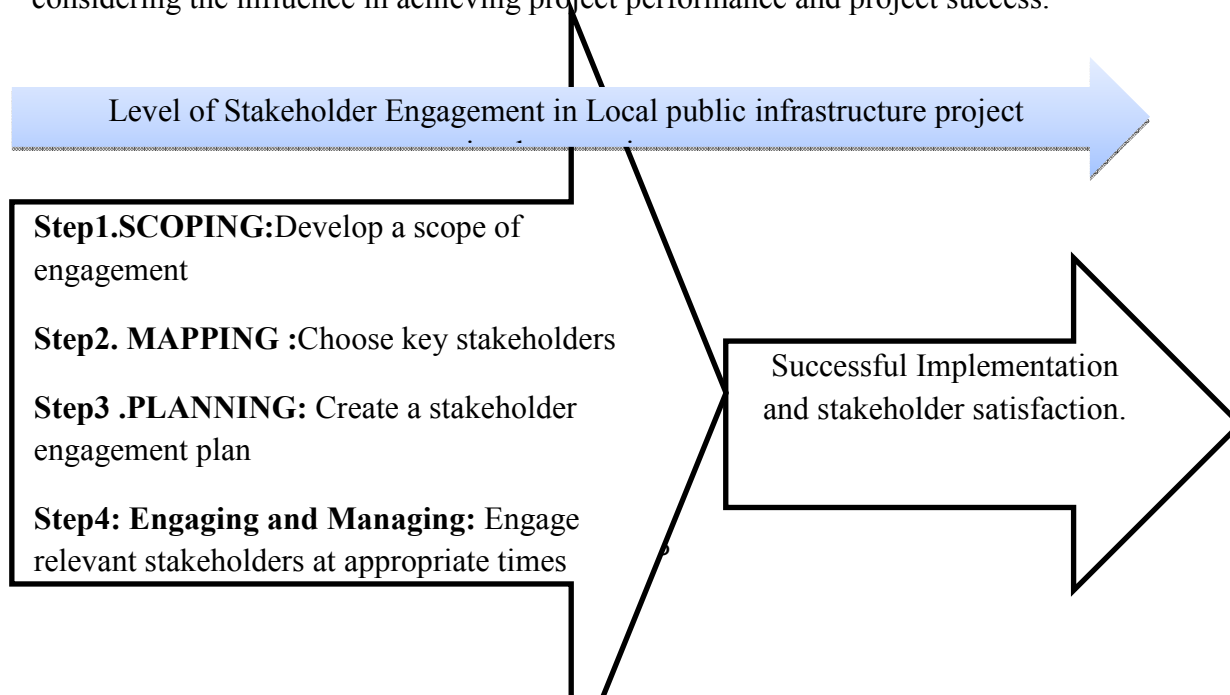 considering the influence in achieving project performance and project success.
Level of Stakeholder Engagement in Local public infrastructure project
Step1.SCOPING:Develop a scope of
engagement
Step2. MAPPING :Choose key stakeholders
Step3 .PLANNING: Create a stakeholder
engagement plan
Step4: Engaging and Managing: Engage
relevant stakeholders at appropriate times
Successful Implementation
and stakeholder satisfaction.